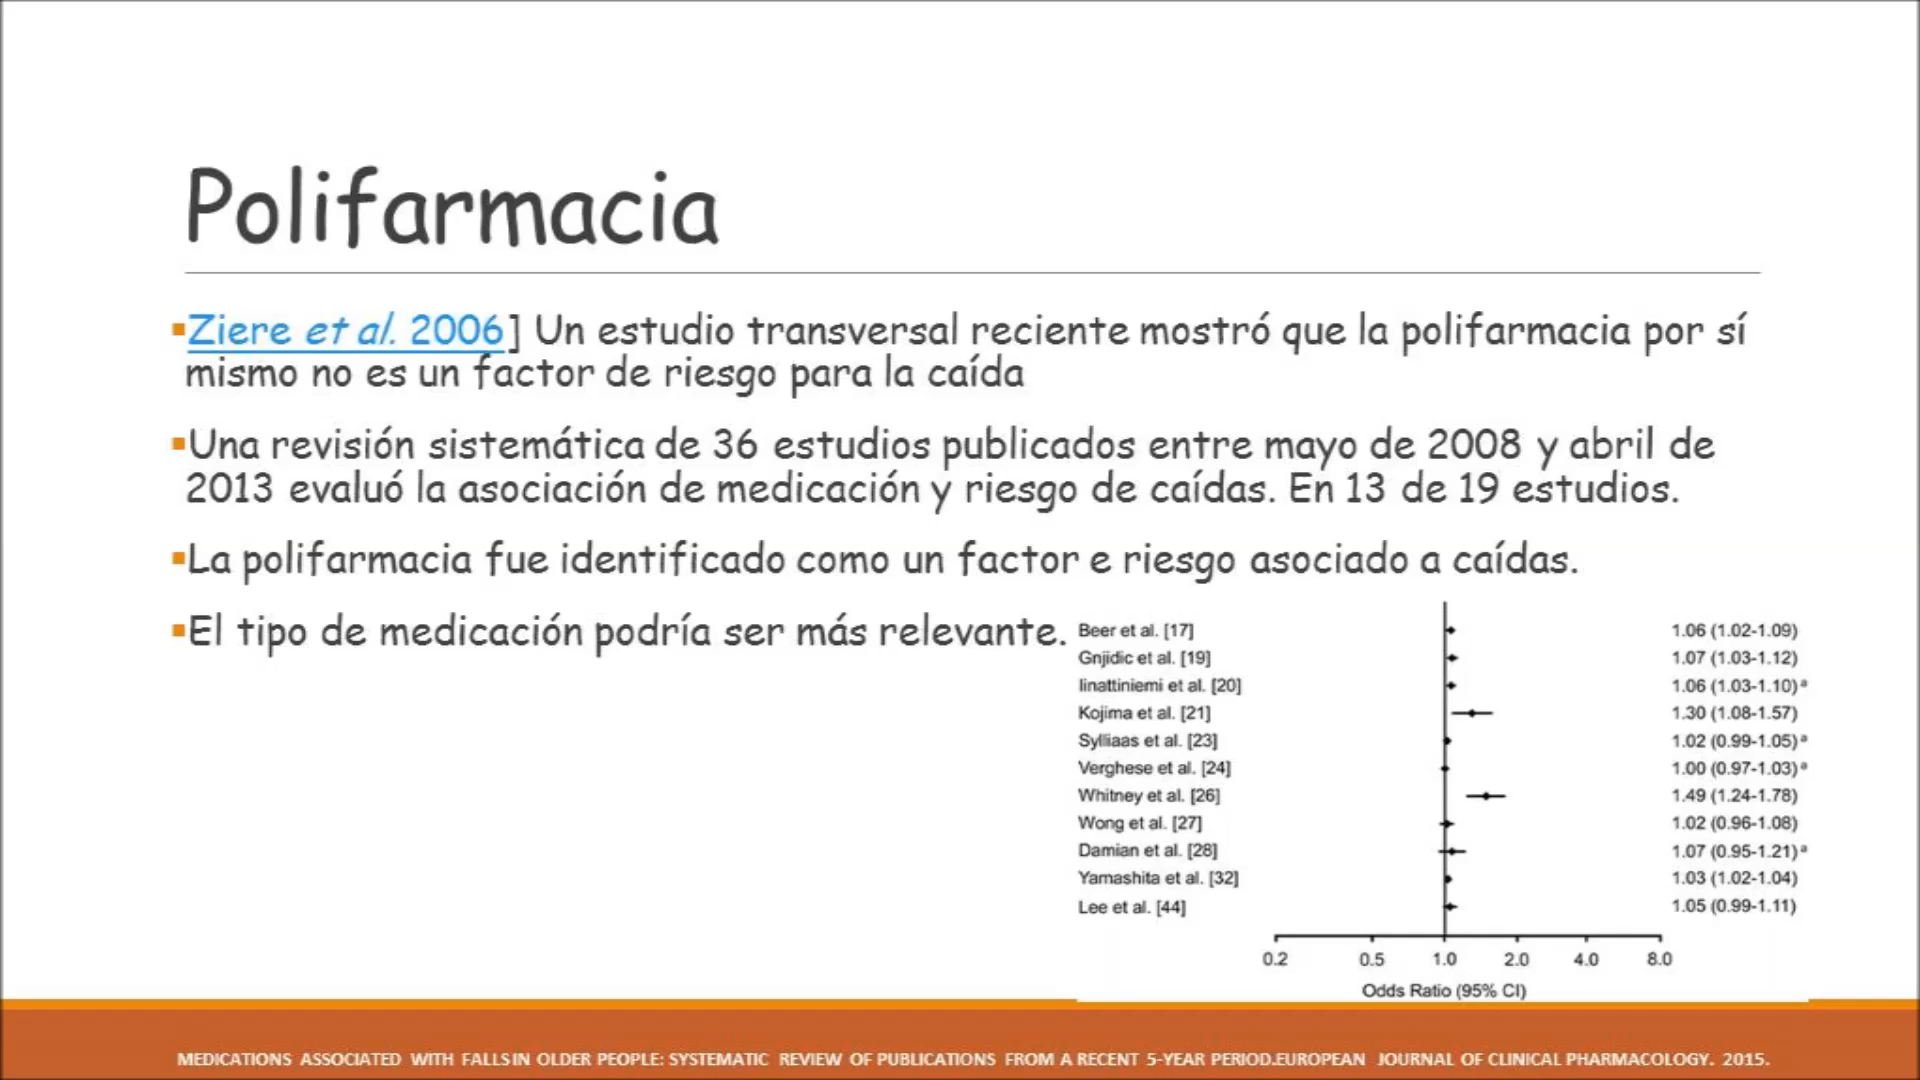 Polifarmacia
▪Ziere et al. 2006] Un estudio transversal reciente mostró que la polifarmacia por sí
mismo no es un factor de riesgo para la caída
▪Una revisión sistemática de 36 estudios publicados entre mayo de 2008 y abril de
2013 evaluó la asociación de medicación y riesgo de caídas. En 13 de 19 estudios.
▪La polifarmacia fue identificado como un factor e riesgo asociado a caídas.
▪El tipo de medicación podría ser más relevante.
Beer et al. [17] 1.06 (1.02-1.09)
Gnjidic et al. [19] 1.07 (1.03-1.12)
Iinattiniemi et al. [20] 1.06 (1.03-1.10) a
Kojima et al. [21] 1.30 (1.08-1.57)
Sylliaas et al. [23] 1.02 (0.99-1.05) a
Verghese et al. [24] 1.00 (0.97-1.03) a
Whitney et al. [26] 1.49 (1.24-1.78)
Wong et al. [27] 1.02 (0.96-1.08)
Damian et al. [28] 1.07 (0.95-1.21) a
Yamashita et al. [32] 1.03 (1.02-1.04)
Lee et al. [44] 1.05 (0.99-1.11)
0.2 0.5 1.0 2.0 4.0 8.0
Odds Ratio (95% CI)
MEDICATIONS ASSOCIATED WITH FALLSIN OLDER PEOPLE: SYSTEMATIC REVIEW OF PUBLICATIONS FROM A RECENT 5-YEAR PERIOD.EUROPEAN JOURNAL OF CLINICAL PHARMACOLOGY. 2015.